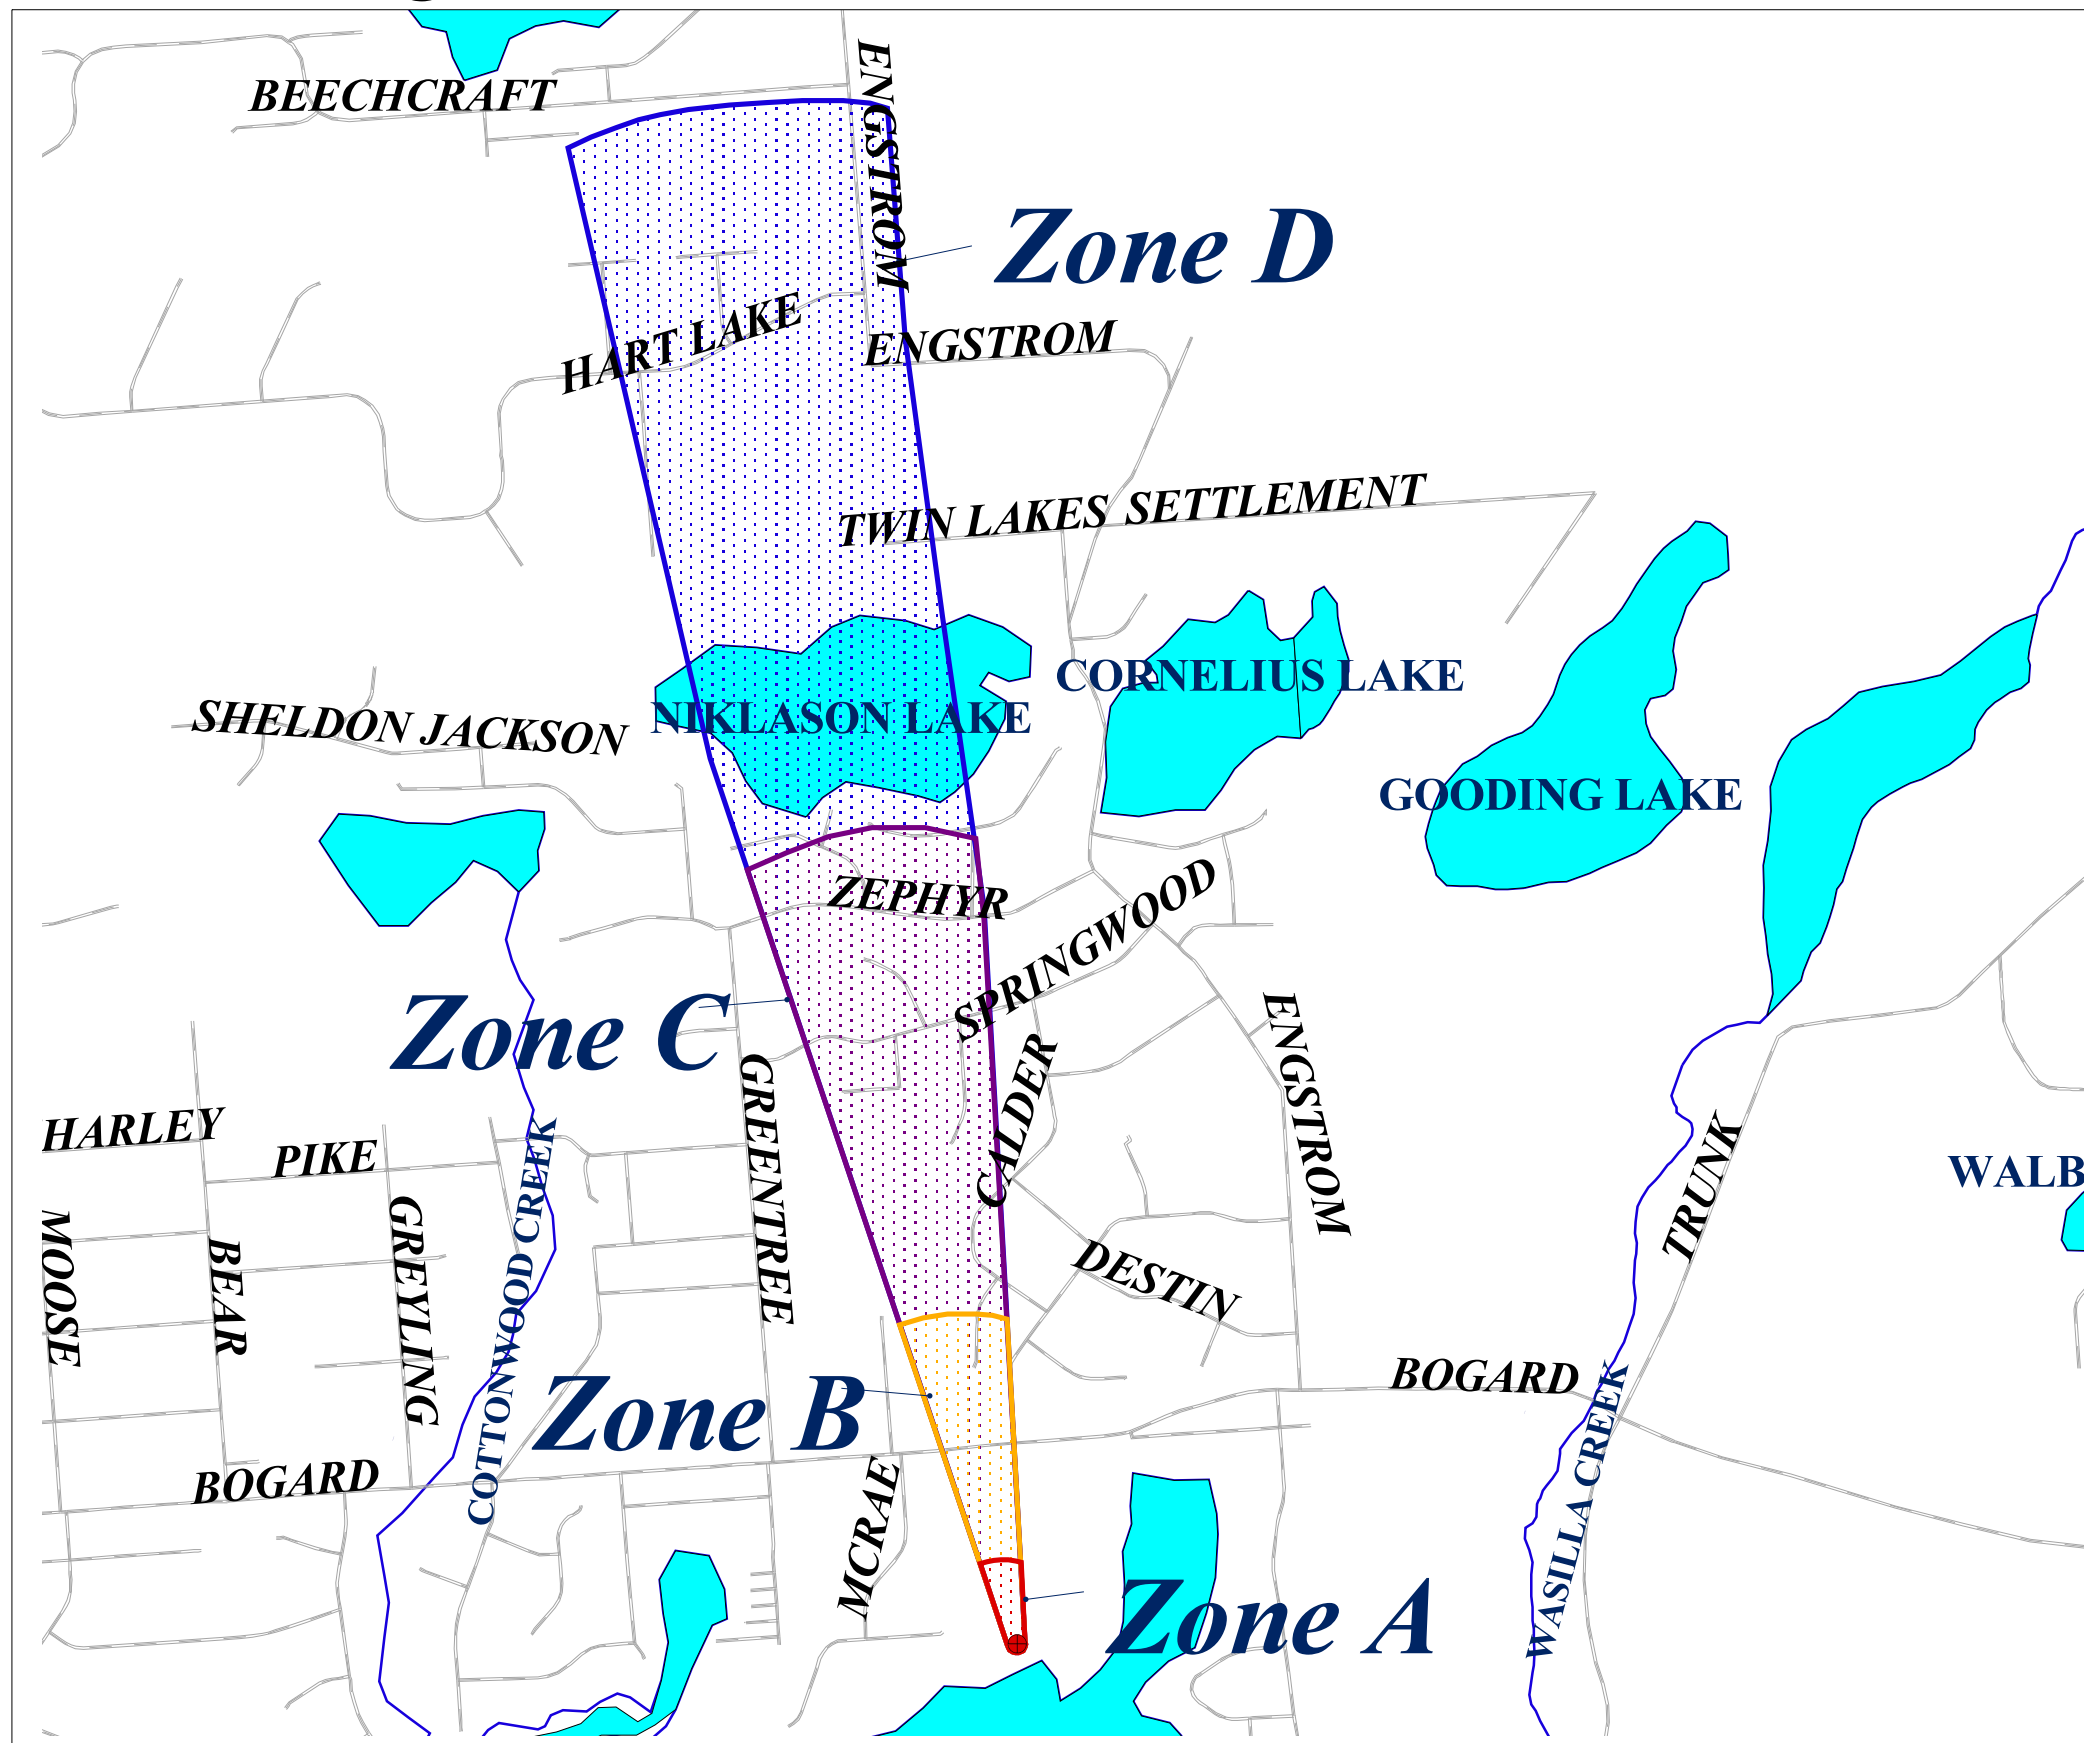 BEECHCRAFT
ENGSTROM
Zone D
HART LAKE
ENGSTROM
TWIN LAKES SETTLEMENT
CORNELIUS LAKE
NIKLASON LAKE
SHELDON JACKSON
GOODING LAKE
ZEPHYR
SPRINGWOOD
Zone C
ENGSTROM
CALDER
GREENTREE
HARLEY
PIKE
COTTONWOOD CREEK
TRUNK
WALB
MOOSE
BEAR
GREYLING
DESTIN
Zone B
BOGARD
BOGARD
MCRAE
WASILLA CREEK
Zone A